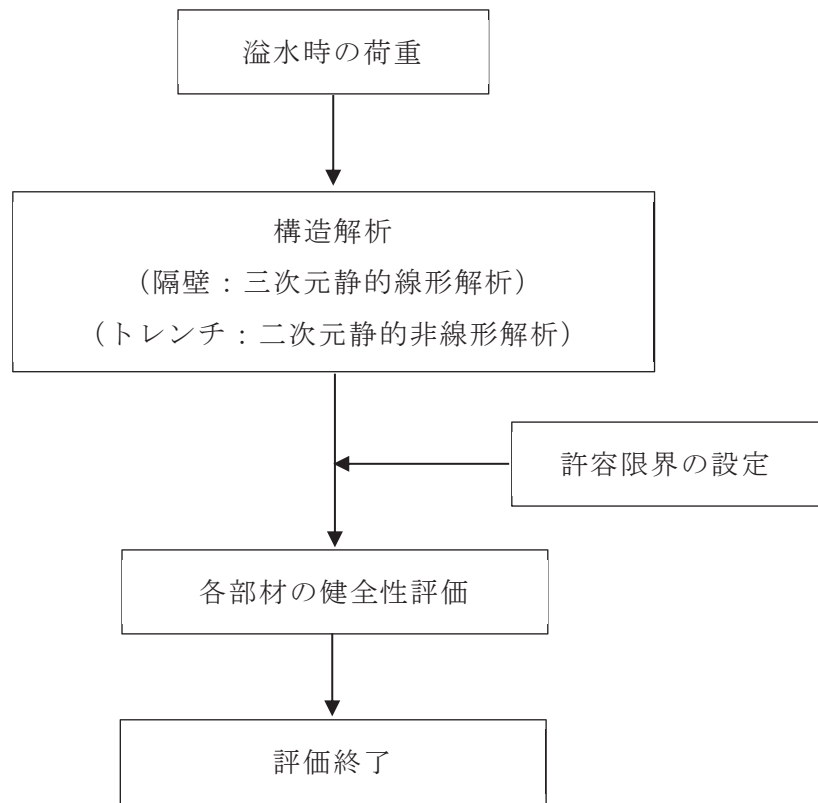 溢水時の荷重
構造解析
（隔壁：三次元静的線形解析）
（トレンチ：二次元静的非線形解析）
許容限界の設定
各部材の健全性評価
評価終了